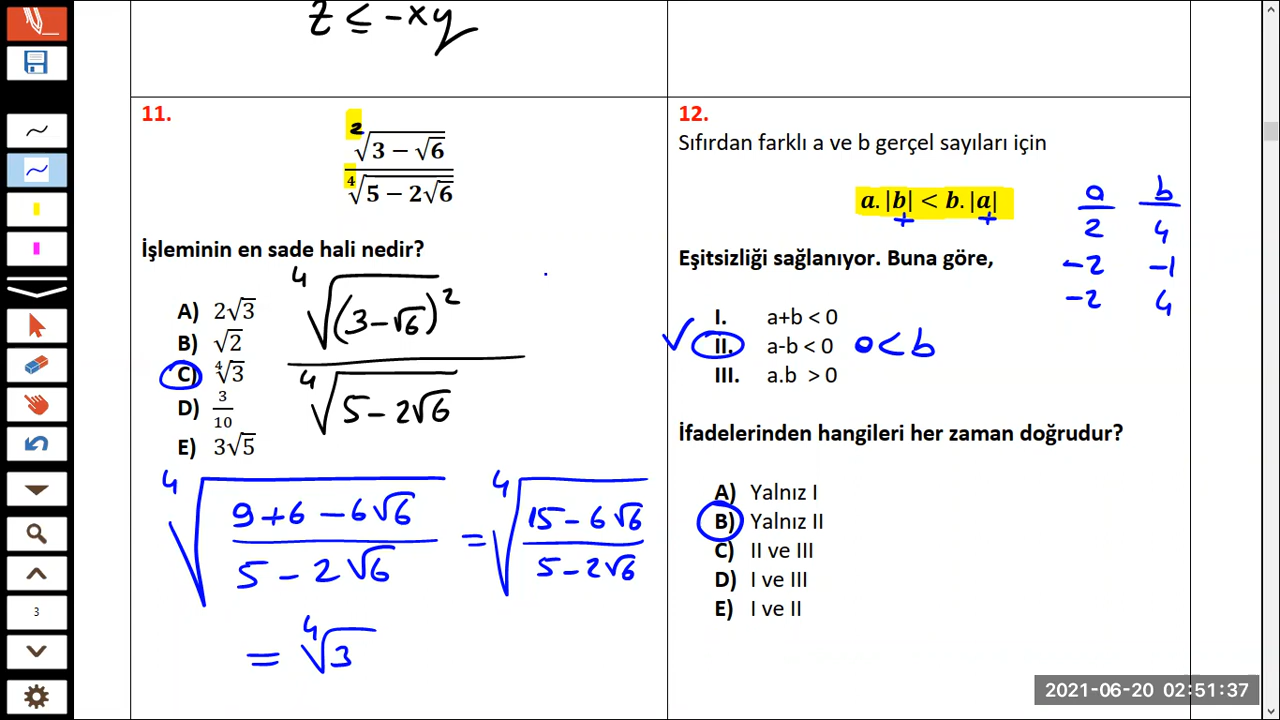 z ≤ -xy
11.
2
√(3 − √6)
4
√(5 − 2√6)
İşleminin en sade hali nedir?
A) 2√3
B) √2
C) ⁴√3
D) 3/10
E) 3√5
⁴√(3-√6)²
⁴√5-2√6
⁴√ 9+6-6√6 / 5-2√6 = ⁴√ 15-6√6 / 5-2√6
= ⁴√3
12.
Sıfırdan farklı a ve b gerçel sayıları için
a.|b| < b.|a|
+ +
Eşitsizliği sağlanıyor. Buna göre,
a b
2 4
-2 -1
-2 4
I. a+b < 0
√ II. a-b < 0 a<b
III. a.b > 0
İfadelerinden hangileri her zaman doğrudur?
A) Yalnız I
B) Yalnız II
C) II ve III
D) I ve III
E) I ve II
3
2021-06-20 02:51:37